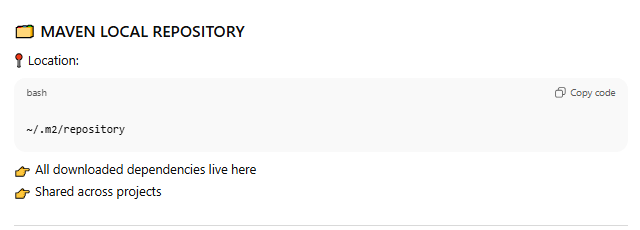 🗂️ MAVEN LOCAL REPOSITORY
📍 Location:
bash
Copy code
~/.m2/repository
👉 All downloaded dependencies live here
👉 Shared across projects